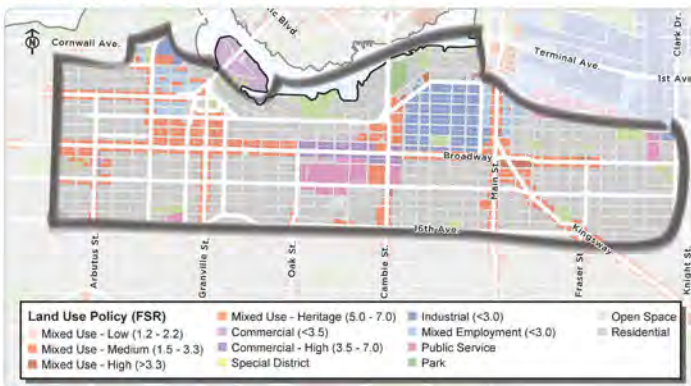 ic Blvd
Clark Dr.
Cornwall Ave.
N
Terminal Ave.
1st Ave
Broadway
Main St.
16th Ave
Kingsway
Arbutus St.
Granville St.
Oak St.
Cambie St.
Fraser St
Knight St.
Land Use Policy (FSR)
Mixed Use - Low (1.2 - 2.2)
Mixed Use - Medium (1.5 - 3.3)
Mixed Use - High (>3.3)
Mixed Use - Heritage (5.0 - 7.0)
Commercial (<3.5)
Commercial - High (3.5 - 7.0)
Special District
Industrial (<3.0)
Mixed Employment (<3.0)
Public Service
Park
Open Space
Residential